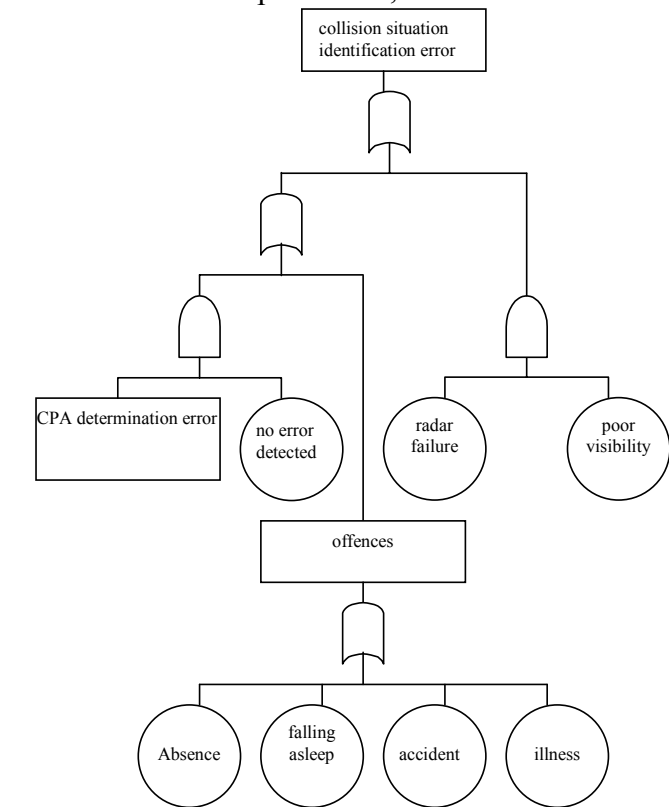 collision situation
identification error
CPA determination error
no error
detected
radar
failure
poor
visibility
offences
Absence
falling
asleep
accident
illness